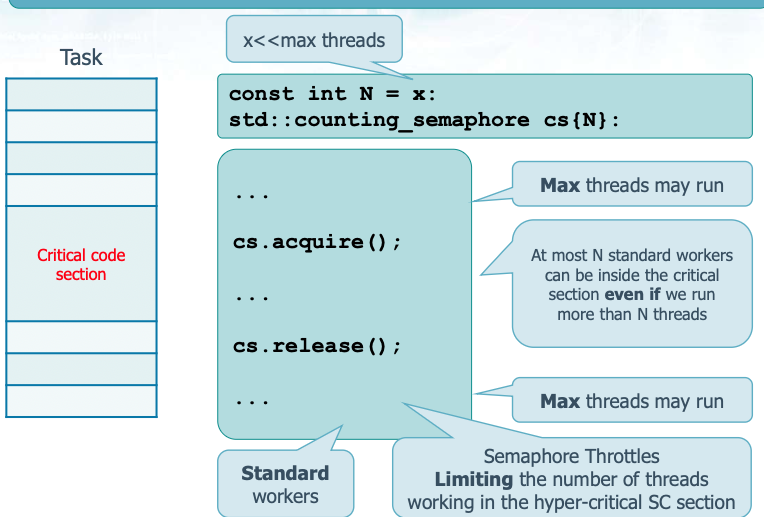 x<<max threads
Task
const int N = x:
std::counting_semaphore cs{N}:
...
cs.acquire();
...
cs.release();
...
Critical code
section
Max threads may run
At most N standard workers
can be inside the critical
section even if we run
more than N threads
Max threads may run
Standard
workers
Semaphore Throttles
Limiting the number of threads
working in the hyper-critical SC section